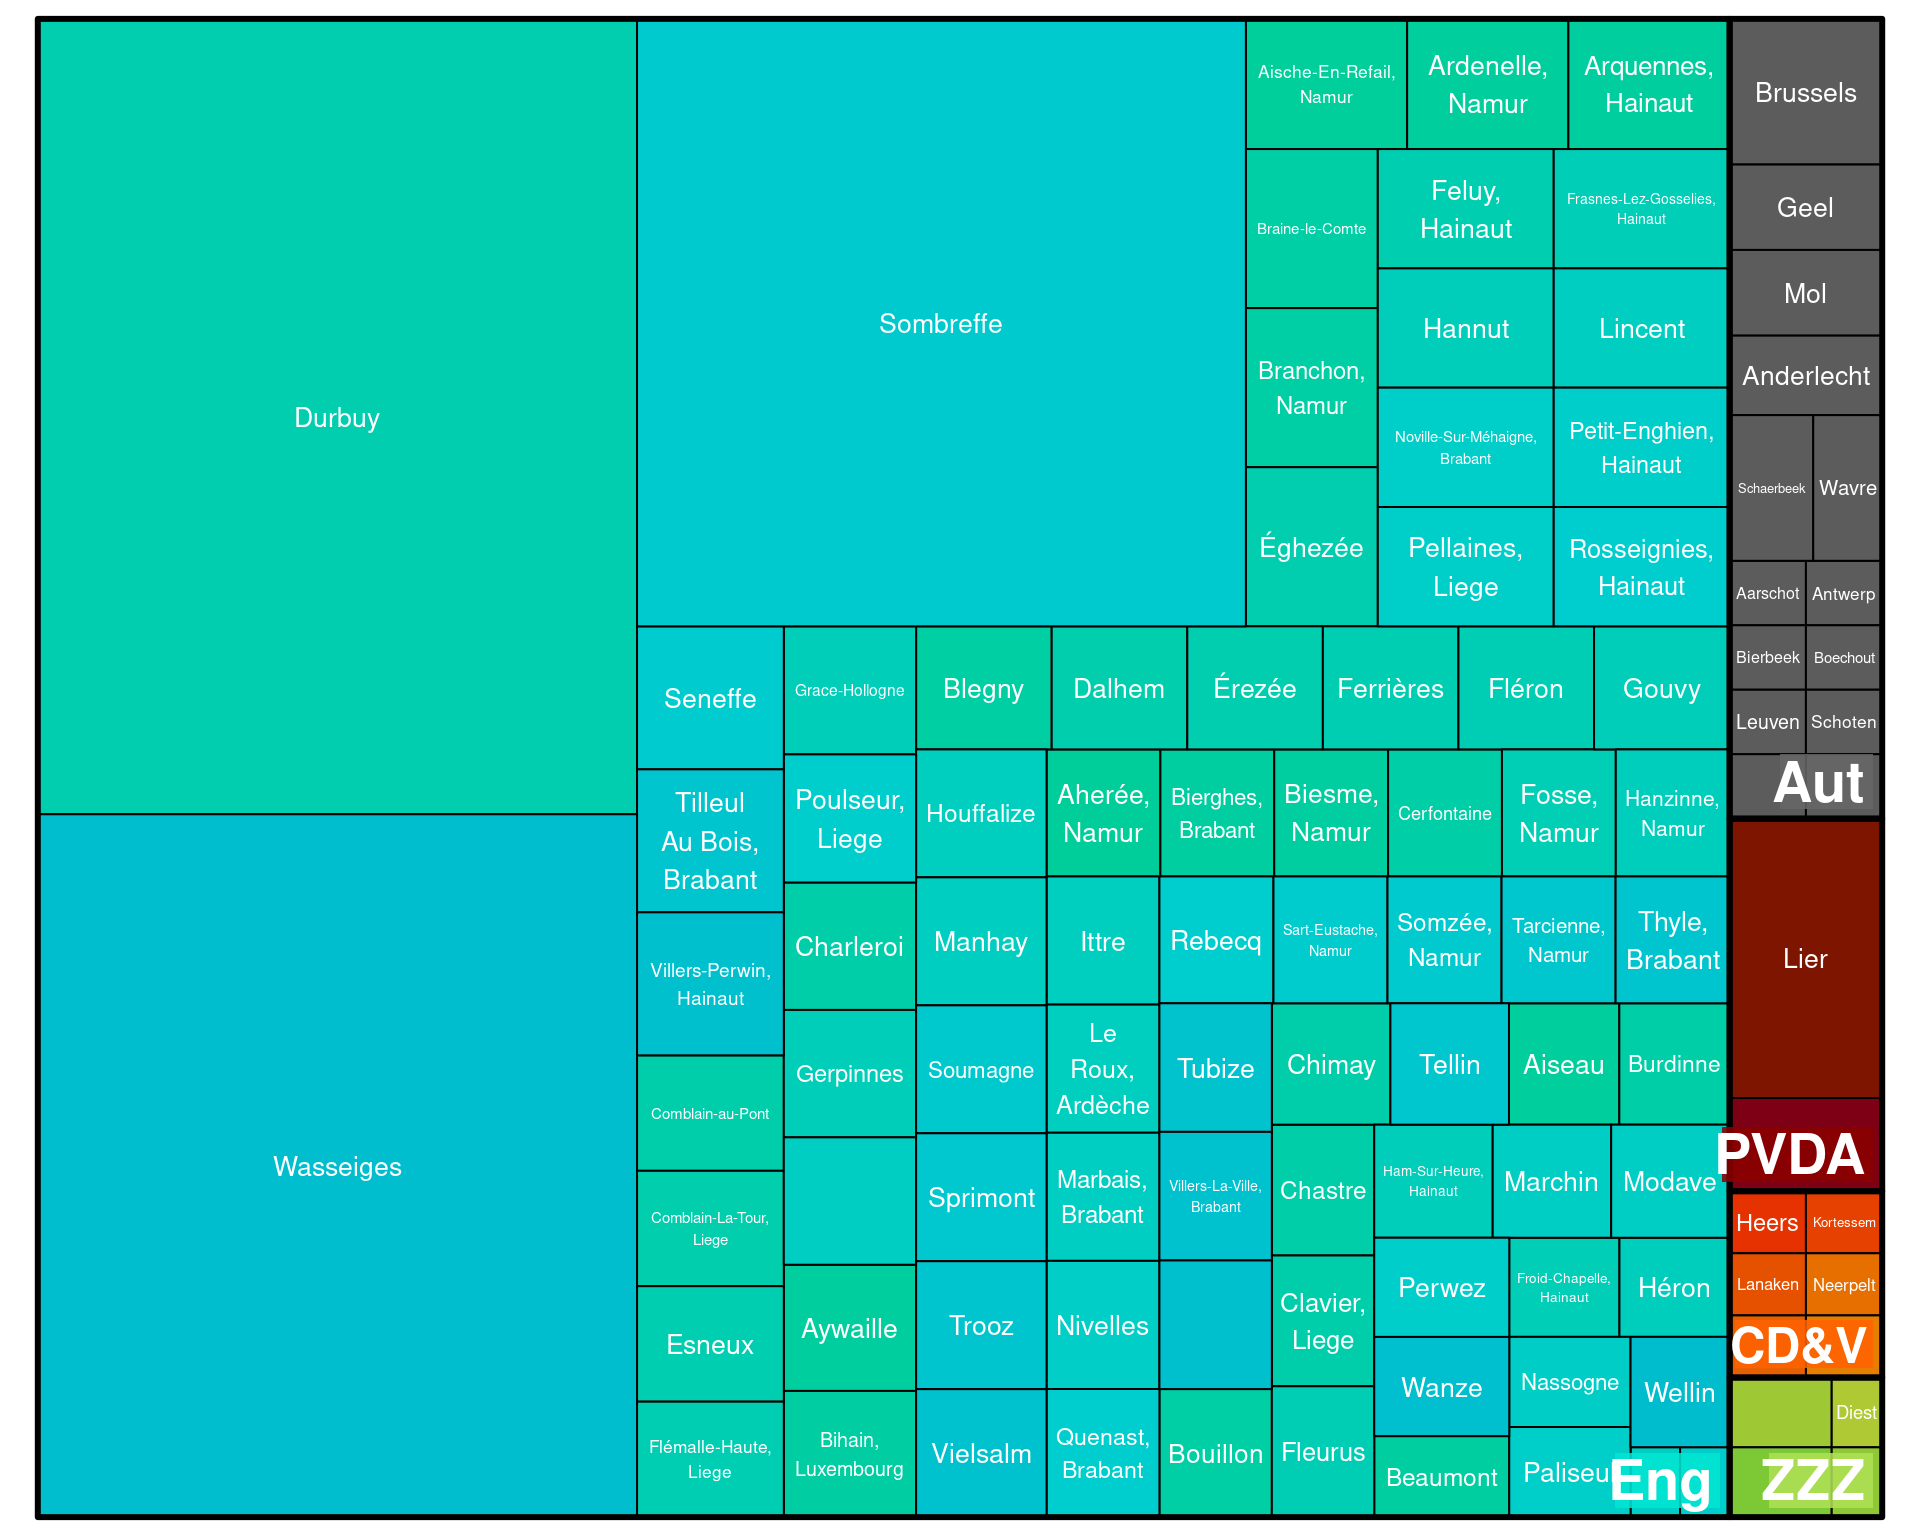 Durbuy
Wasseiges
Sombreffe
Aische-En-Refail,
Namur
Ardenelle,
Namur
Arquennes,
Hainaut
Braine-le-Comte
Feluy,
Hainaut
Frasnes-Lez-Gosselies,
Hainaut
Branchon,
Namur
Hannut
Lincent
Noville-Sur-Méhaigne,
Brabant
Petit-Enghien,
Hainaut
Éghezée
Pellaines,
Liege
Rosseignies,
Hainaut
Seneffe
Grace-Hollogne
Blegny
Dalhem
Érezée
Ferrières
Fléron
Gouvy
Tilleul
Au Bois,
Brabant
Poulseur,
Liege
Houffalize
Aherée,
Namur
Bierghes,
Brabant
Biesme,
Namur
Cerfontaine
Fosse,
Namur
Hanzinne,
Namur
Villers-Perwin,
Hainaut
Charleroi
Manhay
Ittre
Rebecq
Sart-Eustache,
Namur
Somzée,
Namur
Tarcienne,
Namur
Thyle,
Brabant
Comblain-au-Pont
Gerpinnes
Soumagne
Le
Roux,
Ardèche
Tubize
Chimay
Tellin
Aiseau
Burdinne
Comblain-La-Tour,
Liege
Sprimont
Marbais,
Brabant
Villers-La-Ville,
Brabant
Chastre
Ham-Sur-Heure,
Hainaut
Marchin
Modave
Esneux
Aywaille
Trooz
Nivelles
Clavier,
Liege
Perwez
Froid-Chapelle,
Hainaut
Héron
Wanze
Nassogne
Wellin
Flémalle-Haute,
Liege
Bihain,
Luxembourg
Vielsalm
Quenast,
Brabant
Bouillon
Fleurus
Beaumont
Paliseul
Eng
Brussels
Geel
Mol
Anderlecht
Schaerbeek
Wavre
Aarschot
Antwerp
Bierbeek
Boechout
Leuven
Schoten
Aut
Lier
PVDA
Heers
Kortessem
Lanaken
Neerpelt
CD&V
Diest
ZZZ